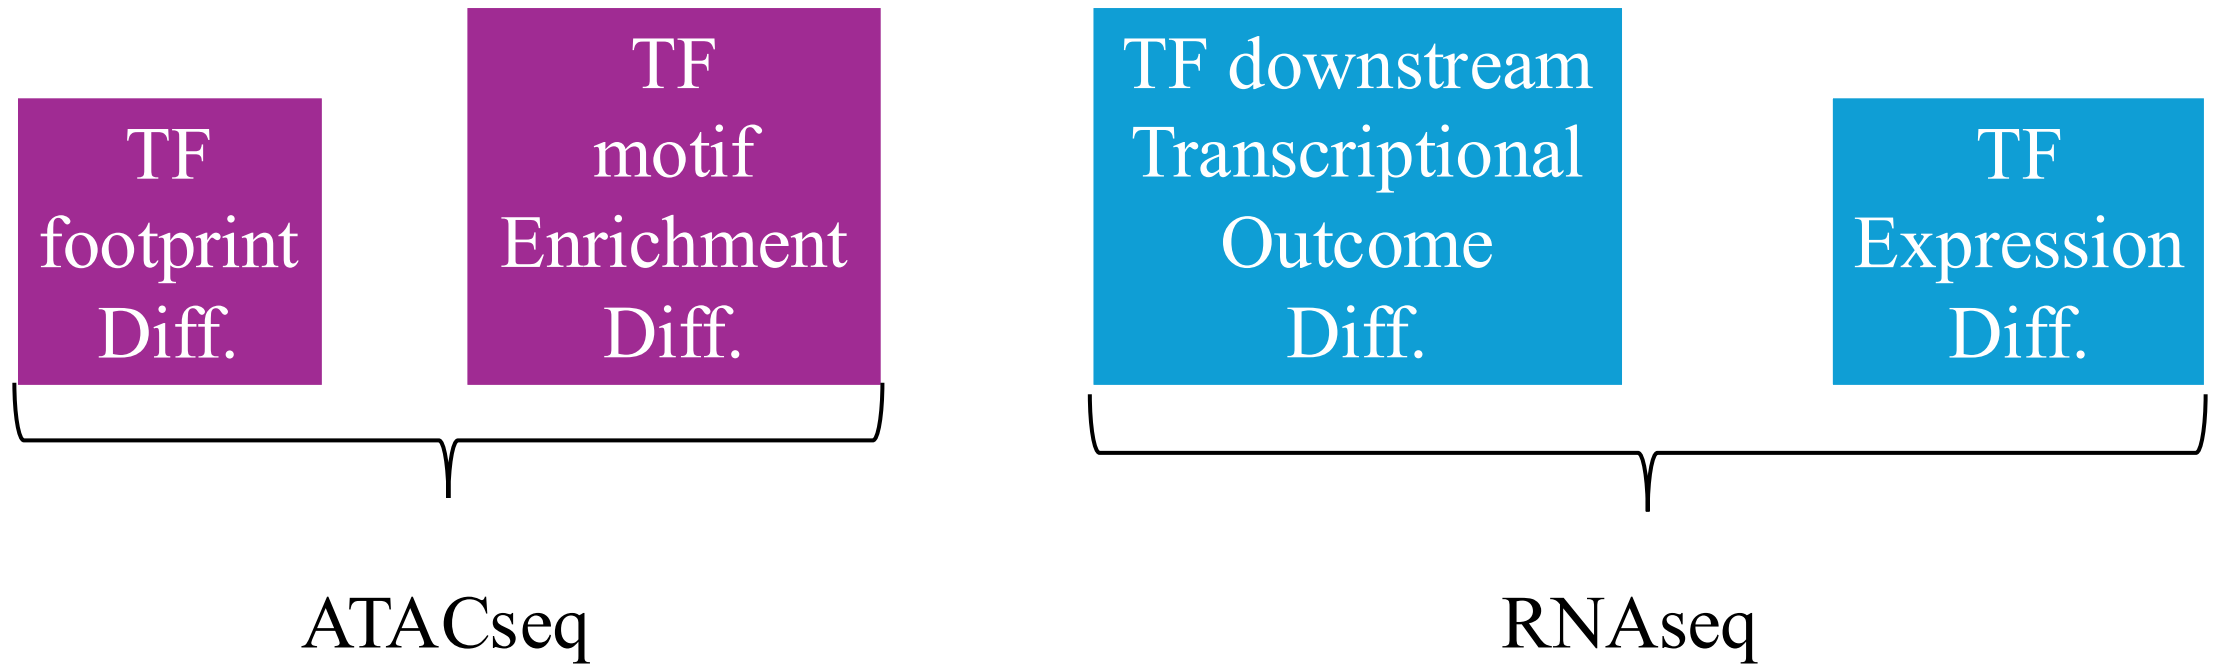 TF
footprint
Diff.
TF
motif
Enrichment
Diff.
TF downstream
Transcriptional
Outcome
Diff.
TF
Expression
Diff.
ATACseq
RNAseq